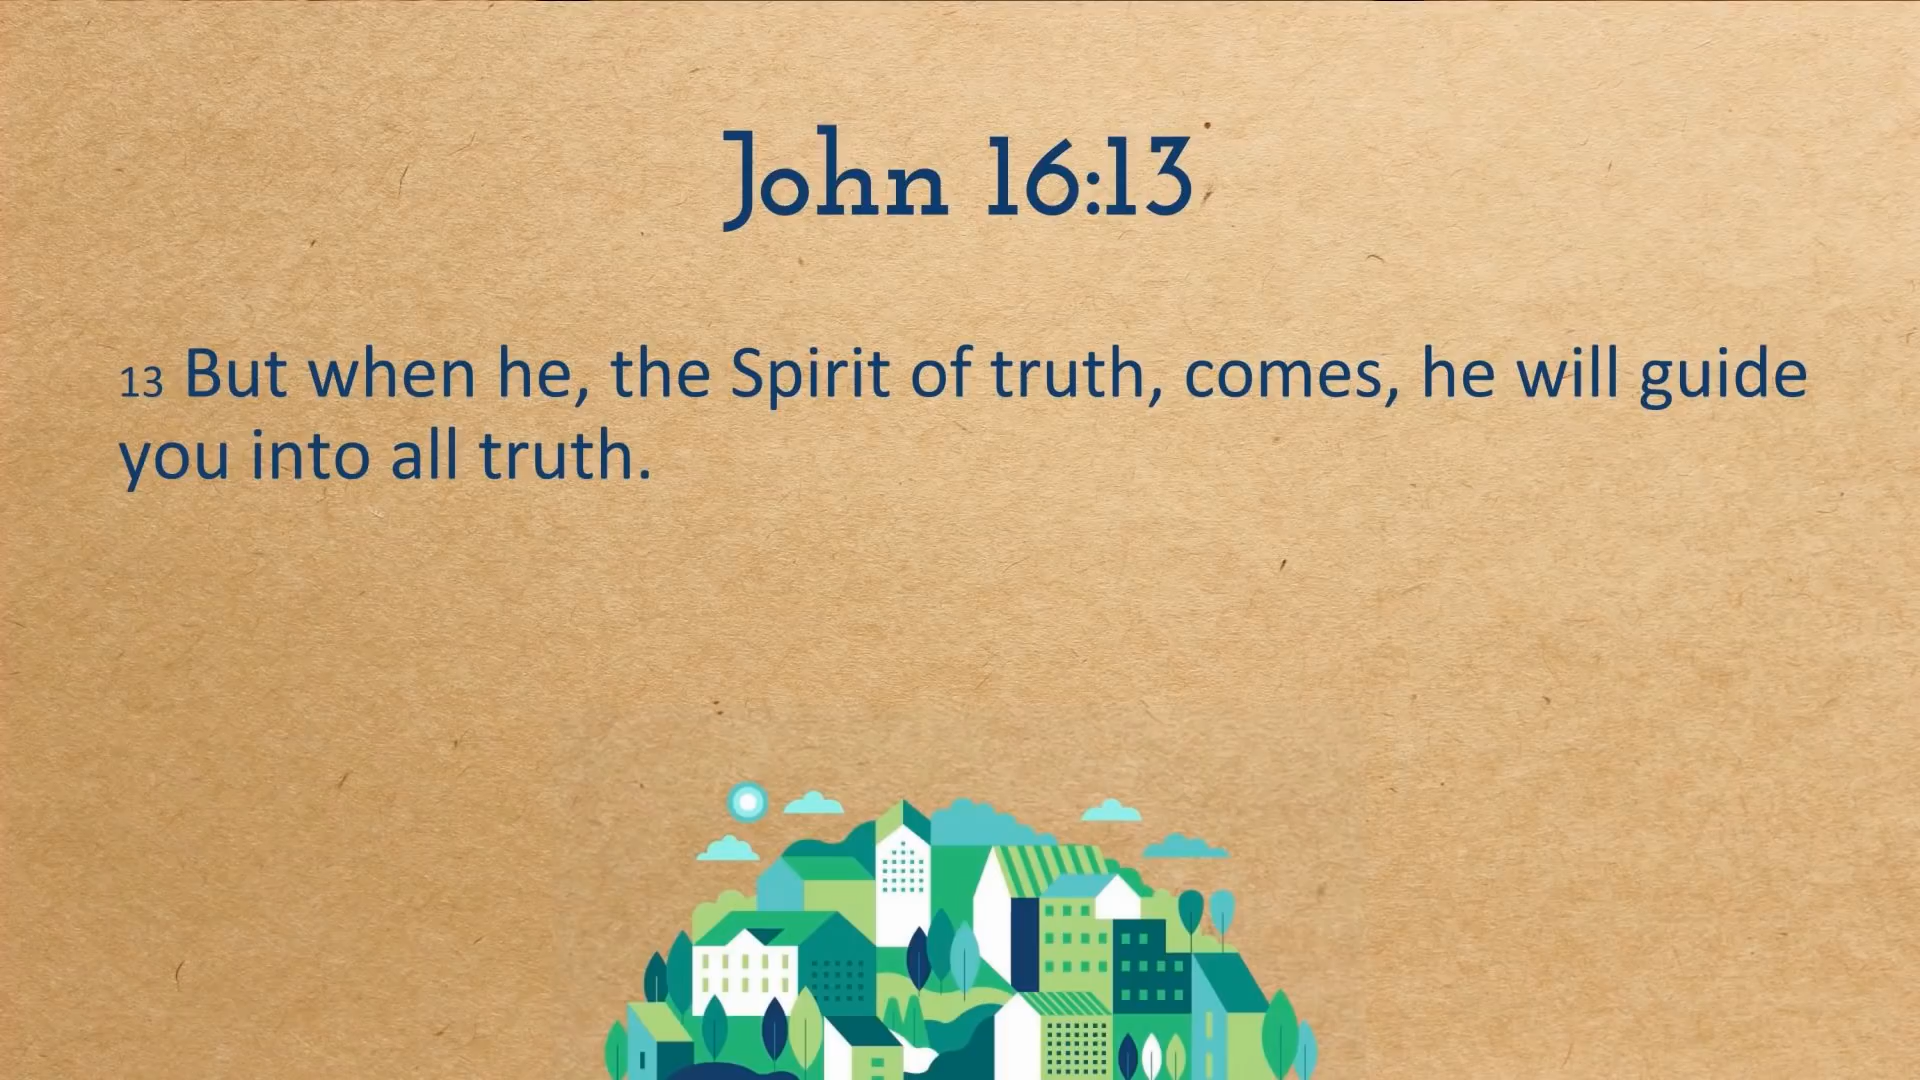 John 16:13
13 But when he, the Spirit of truth, comes, he will guide
you into all truth.